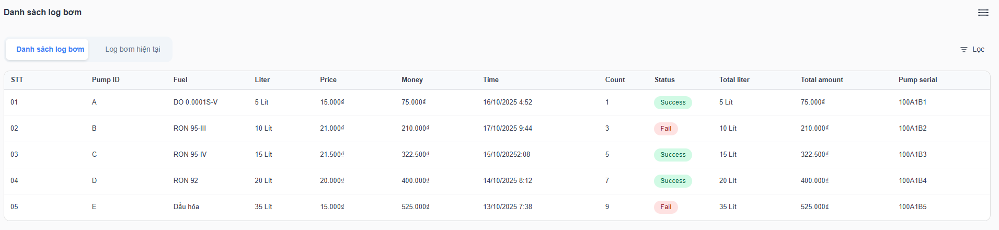 Danh sách log bơm
Danh sách log bơm Log bơm hiện tại Lọc
STT Pump ID Fuel Liter Price Money Time Count Status Total liter Total amount Pump serial
01 A DO 0.0001S-V 5 Lít 15.000₫ 75.000₫ 16/10/2025 4:52 1 Success 5 Lít 75.000₫ 100A1B1
02 B RON 95-III 10 Lít 21.000₫ 210.000₫ 17/10/2025 9:44 3 Fail 10 Lít 210.000₫ 100A1B2
03 C RON 95-IV 15 Lít 21.500₫ 322.500₫ 15/10/20252:08 5 Success 15 Lít 322.500₫ 100A1B3
04 D RON 92 20 Lít 20.000₫ 400.000₫ 14/10/2025 8:12 7 Success 20 Lít 400.000₫ 100A1B4
05 E Dầu hỏa 35 Lít 15.000₫ 525.000₫ 13/10/2025 7:38 9 Fail 35 Lít 525.000₫ 100A1B5